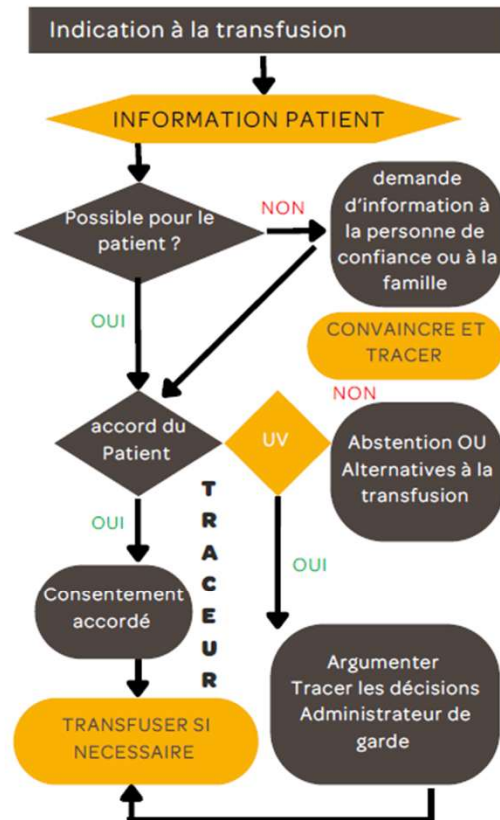 Indication à la transfusion
INFORMATION PATIENT
Possible pour le
patient ?
NON
demande
d'information à
la personne de
confiance ou à la
famille
OUI
CONVAINCRE ET
TRACER
accord du
Patient
UV
NON
Abstention OU
Alternatives à la
transfusion
OUI
T
R
A
C
E
U
R
OUI
Consentement
accordé
Argumenter
Tracer les décisions
Administrateur de
garde
TRANSFUSER SI
NECESSAIRE